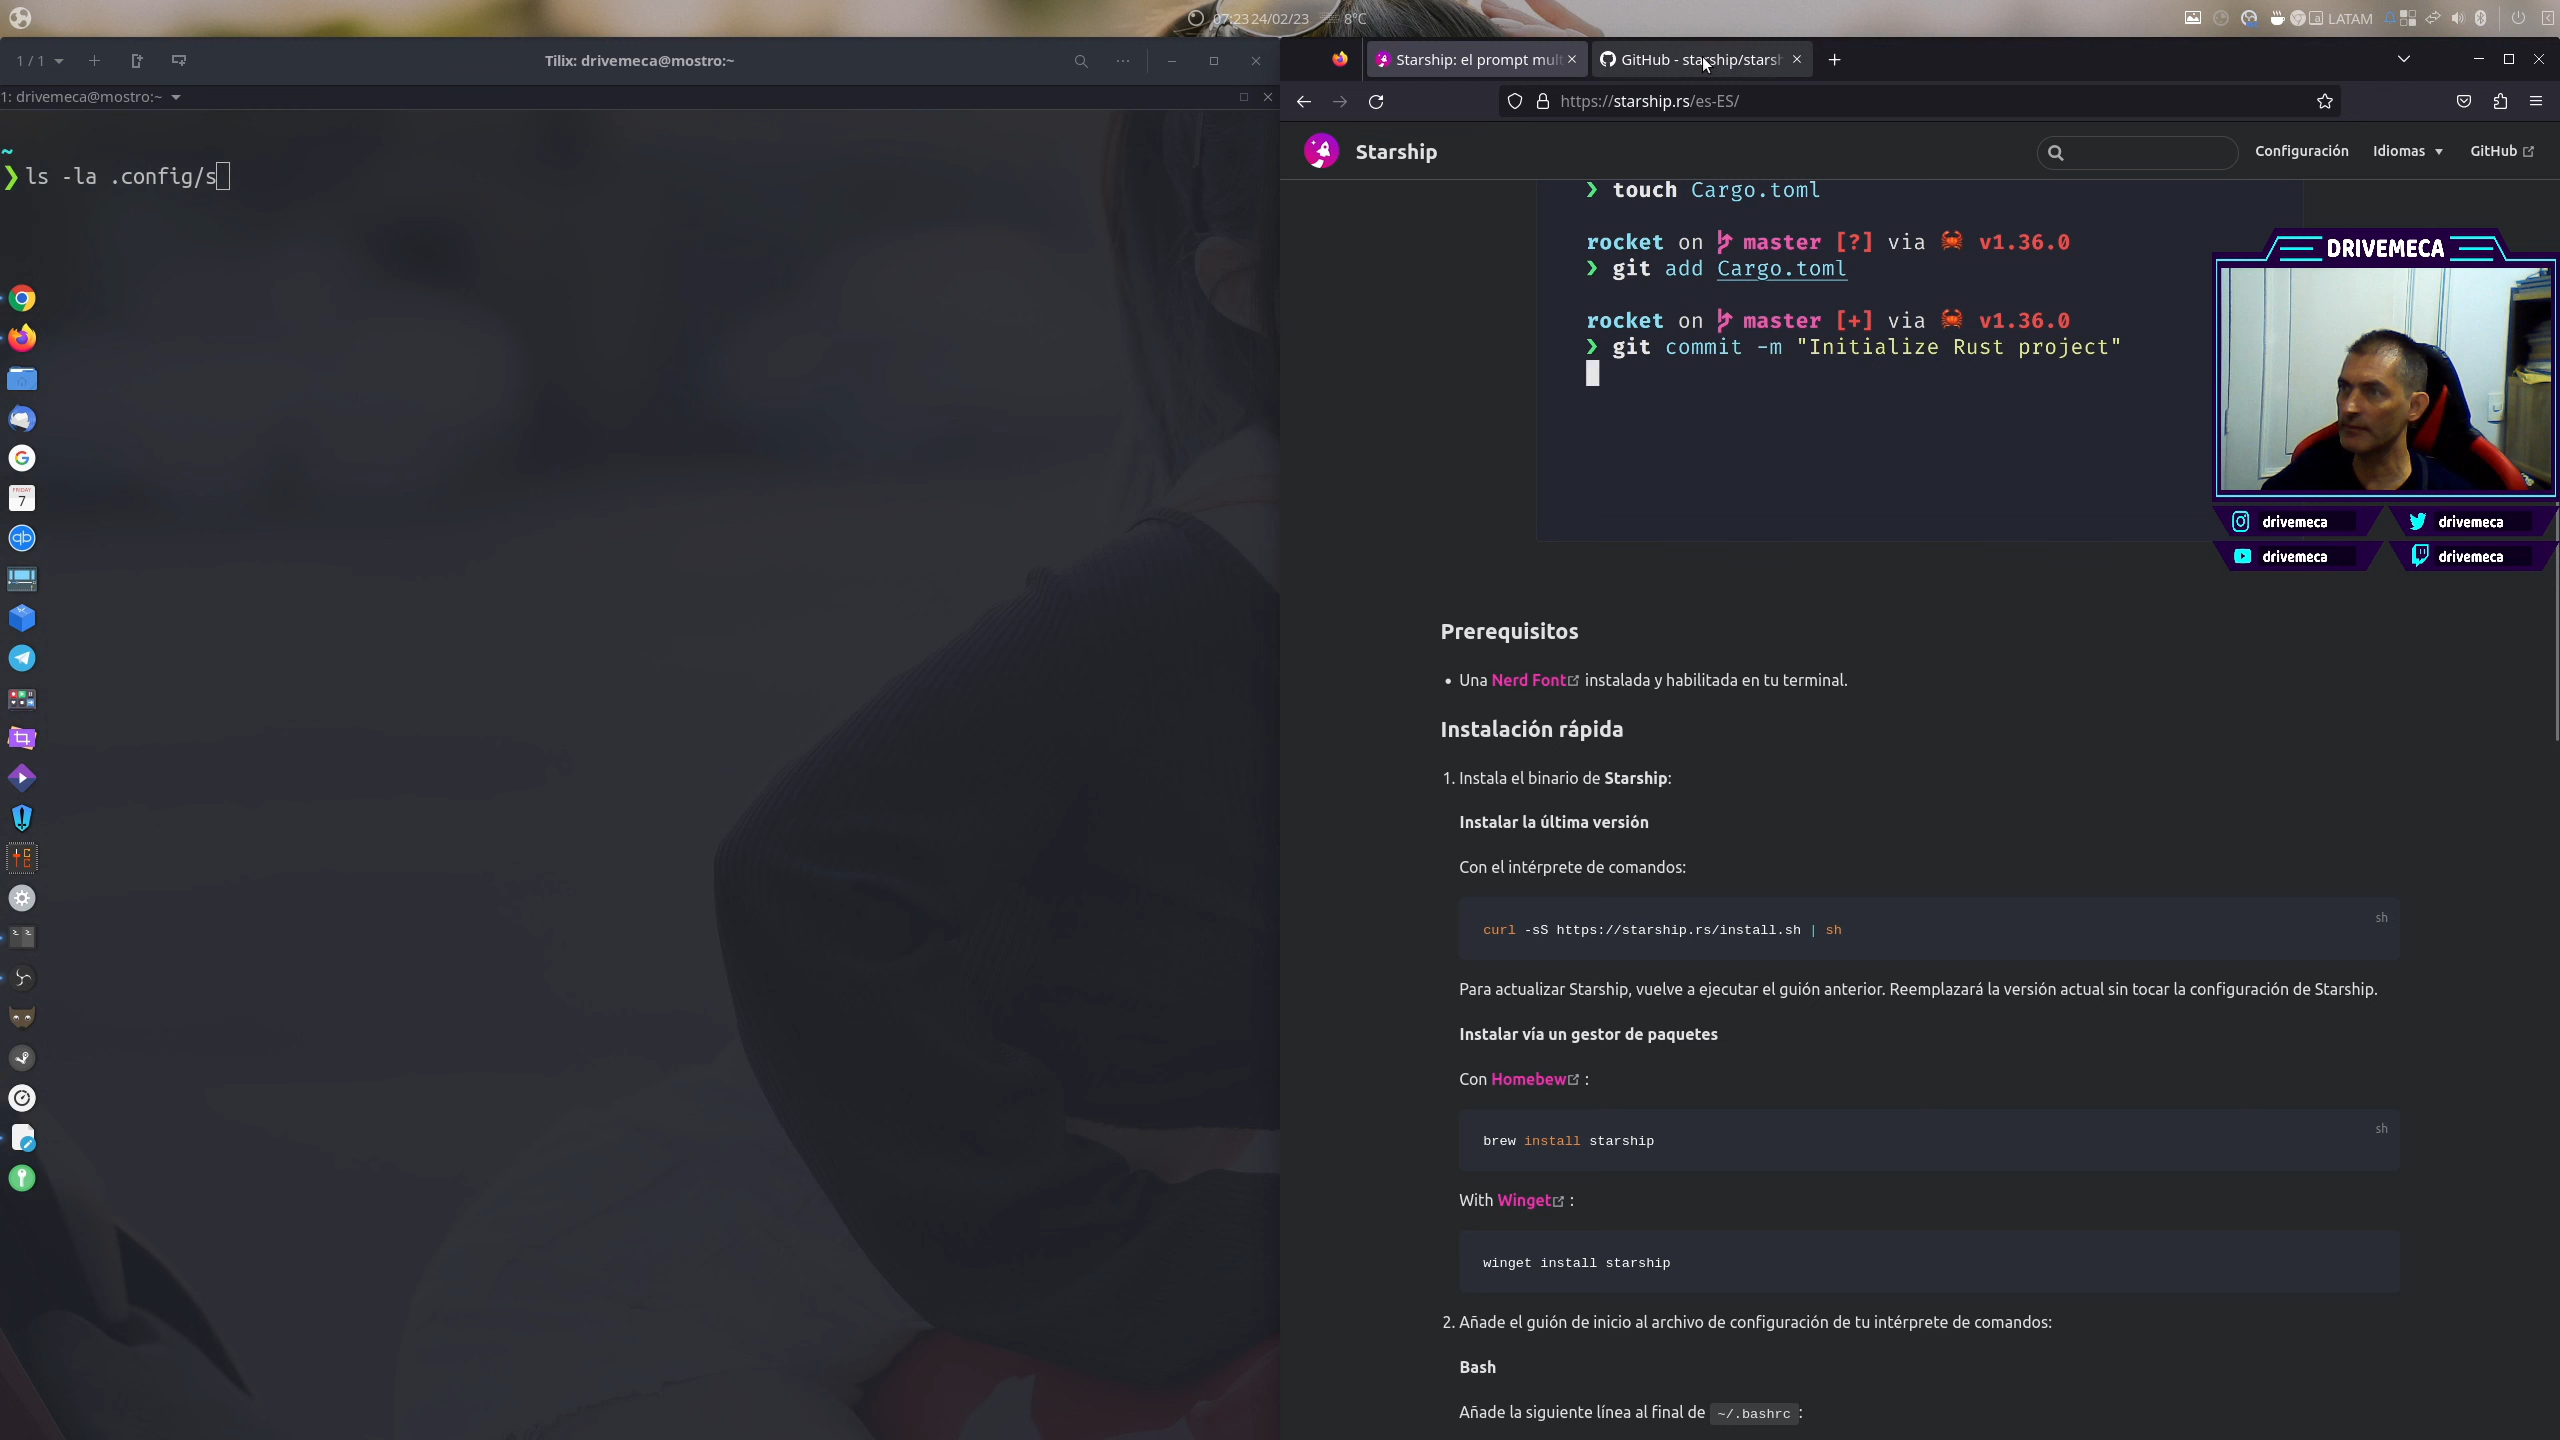 07:23 24/02/23 8°C
LATAM
1 / 1
Tilix: drivemeca@mostro:~
1: drivemeca@mostro:~
~
❯ ls -la .config/s
FRIDAY
7
Starship: el prompt mult
GitHub - starship/starsh
https://starship.rs/es-ES/
Starship
Configuración
Idiomas
GitHub
❯ touch Cargo.toml
rocket on master [?] via 🦀 v1.36.0
❯ git add Cargo.toml
rocket on master [+] via 🦀 v1.36.0
❯ git commit -m "Initialize Rust project"
DRIVEMECA
drivemeca
drivemeca
drivemeca
drivemeca
Prerequisitos
• Una Nerd Font instalada y habilitada en tu terminal.
Instalación rápida
1. Instala el binario de Starship:
Instalar la última versión
Con el intérprete de comandos:
sh
curl -sS https://starship.rs/install.sh | sh
Para actualizar Starship, vuelve a ejecutar el guión anterior. Reemplazará la versión actual sin tocar la configuración de Starship.
Instalar vía un gestor de paquetes
Con Homebew :
sh
brew install starship
With Winget :
winget install starship
2. Añade el guión de inicio al archivo de configuración de tu intérprete de comandos:
Bash
Añade la siguiente línea al final de ~/.bashrc :